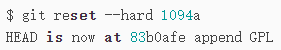 $ git reset --hard 1094a
HEAD is now at 83b0afe append GPL